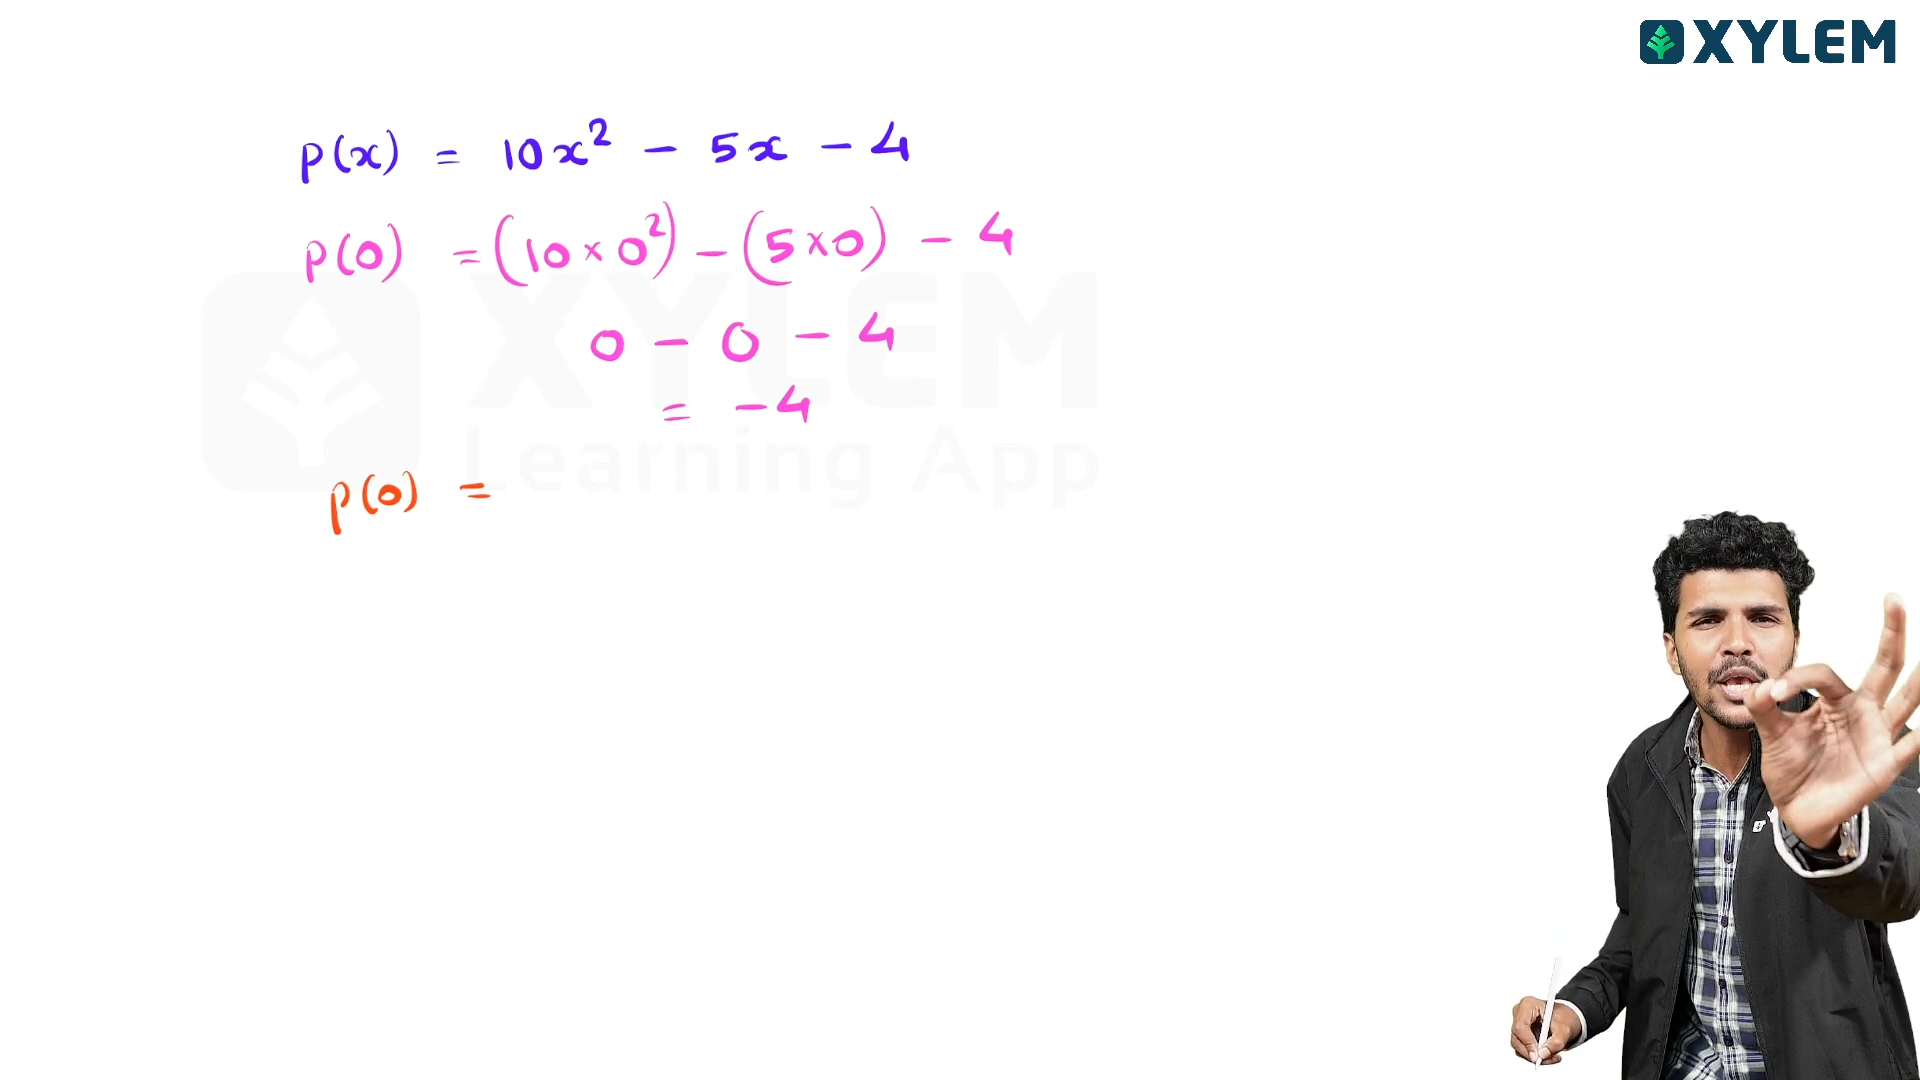 XYLEM
p(x) = 10x² - 5x - 4
p(0) = (10 × 0²) - (5 × 0) - 4
0 - 0 - 4
= -4
p(0) =
XYLEM
Learning App